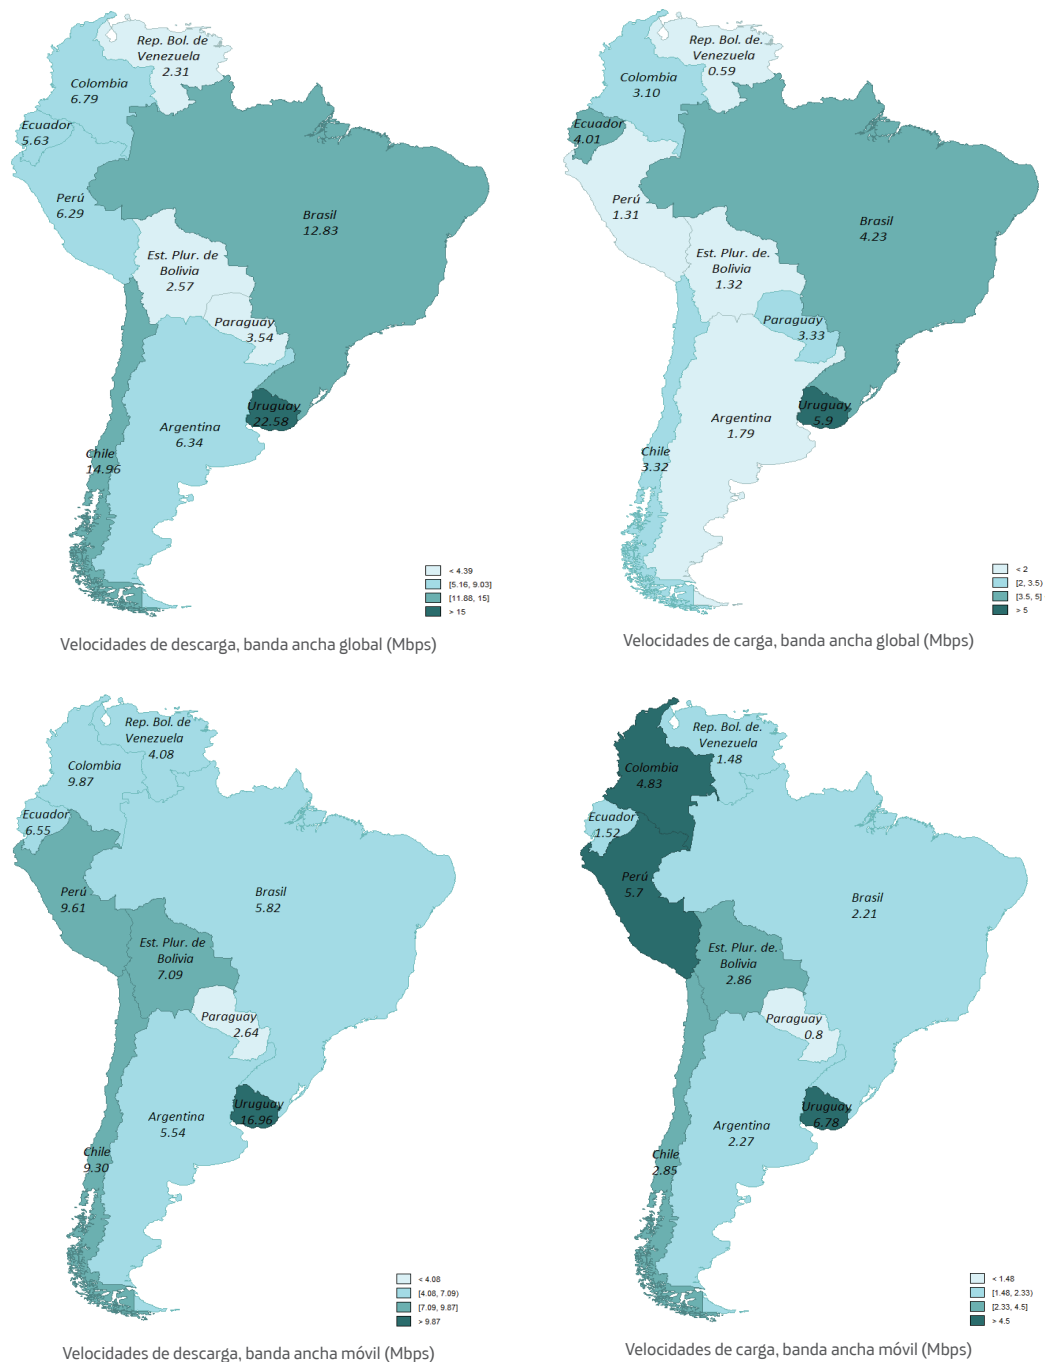 Rep. Bol. de
Venezuela
2.31
Colombia
6.79
Ecuador
5.63
Perú
6.29
Brasil
12.83
Est. Plur. de
Bolivia
2.57
Paraguay
3.54
Uruguay
22.58
Argentina
6.34
Chile
14.96
< 4.39
[5.16, 9.03]
[11.88, 15]
> 15
Velocidades de descarga, banda ancha global (Mbps)
Rep. Bol. de.
Venezuela
0.59
Colombia
3.10
Ecuador
4.01
Perú
1.31
Brasil
4.23
Est. Plur. de.
Bolivia
1.32
Paraguay
3.33
Uruguay
5.9
Argentina
1.79
Chile
3.32
< 2
[2, 3.5)
[3.5, 5]
> 5
Velocidades de carga, banda ancha global (Mbps)
Rep. Bol. de
Venezuela
4.08
Colombia
9.87
Ecuador
6.55
Perú
9.61
Brasil
5.82
Est. Plur. de
Bolivia
7.09
Paraguay
2.64
Uruguay
16.96
Argentina
5.54
Chile
9.30
< 4.08
[4.08, 7.09)
[7.09, 9.87]
> 9.87
Velocidades de descarga, banda ancha móvil (Mbps)
Rep. Bol. de.
Venezuela
1.48
Colombia
4.83
Ecuador
1.52
Perú
5.7
Brasil
2.21
Est. Plur. de.
Bolivia
2.86
Paraguay
0.8
Uruguay
6.78
Argentina
2.27
Chile
2.85
< 1.48
[1.48, 2.33)
[2.33, 4.5]
> 4.5
Velocidades de carga, banda ancha móvil (Mbps)